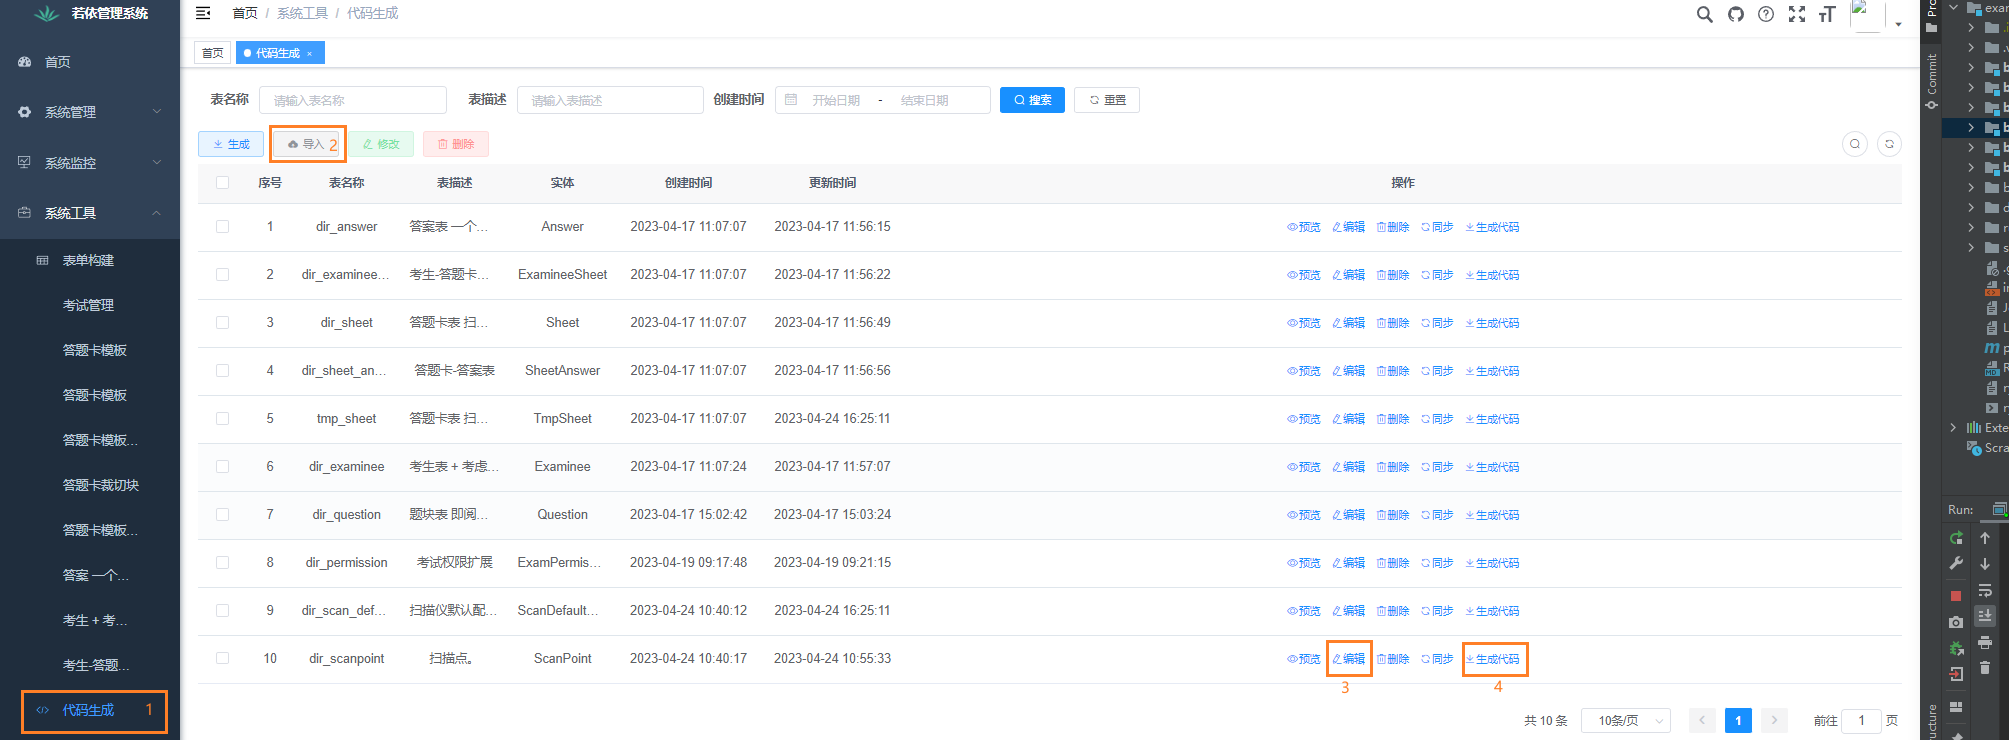 若依管理系统
首页
系统管理
系统监控
系统工具
表单构建
考试管理
答题卡模板
答题卡模板
答题卡模板...
答题卡裁切块
答题卡模板...
答案 一个...
考生 + 考...
考生-答题...
代码生成 1
首页 / 系统工具 / 代码生成
首页 代码生成 ×
表名称 请输入表名称 表描述 请输入表描述 创建时间 开始日期 - 结束日期 搜索 重置
生成 导入 2 修改 删除
序号 表名称 表描述 实体 创建时间 更新时间 操作
1 dir_answer 答案表 一个... Answer 2023-04-17 11:07:07 2023-04-17 11:56:15 预览 编辑 删除 同步 生成代码
2 dir_examinee... 考生-答题卡... ExamineeSheet 2023-04-17 11:07:07 2023-04-17 11:56:22 预览 编辑 删除 同步 生成代码
3 dir_sheet 答题卡表 扫... Sheet 2023-04-17 11:07:07 2023-04-17 11:56:49 预览 编辑 删除 同步 生成代码
4 dir_sheet_an... 答题卡-答案表 SheetAnswer 2023-04-17 11:07:07 2023-04-17 11:56:56 预览 编辑 删除 同步 生成代码
5 tmp_sheet 答题卡表 扫... TmpSheet 2023-04-17 11:07:07 2023-04-24 16:25:11 预览 编辑 删除 同步 生成代码
6 dir_examinee 考生表 + 考虑... Examinee 2023-04-17 11:07:24 2023-04-17 11:57:07 预览 编辑 删除 同步 生成代码
7 dir_question 题块表 即阅... Question 2023-04-17 15:02:42 2023-04-17 15:03:24 预览 编辑 删除 同步 生成代码
8 dir_permission 考试权限扩展 ExamPermis... 2023-04-19 09:17:48 2023-04-19 09:21:15 预览 编辑 删除 同步 生成代码
9 dir_scan_def... 扫描仪默认配... ScanDefault... 2023-04-24 10:40:12 2023-04-24 16:25:11 预览 编辑 删除 同步 生成代码
10 dir_scanpoint 扫描点。 ScanPoint 2023-04-24 10:40:17 2023-04-24 10:55:33 预览 编辑 删除 同步 生成代码
3 4
共 10 条 10条/页 1 前往 1 页
Commit
exa
Exte
Scra
Run:
ucture